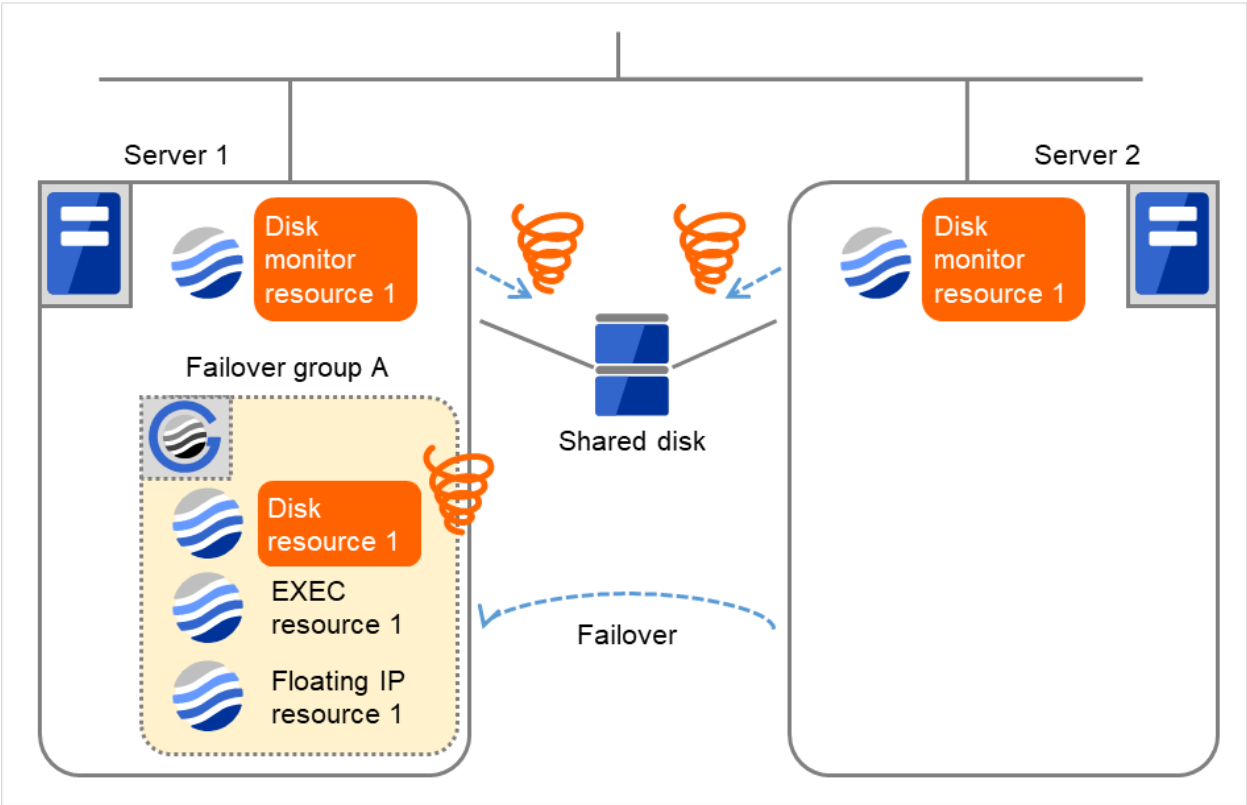 Server 1
Server 2
Disk
monitor
resource 1
Disk
monitor
resource 1
Failover group A
Shared disk
Disk
resource 1
EXEC
resource 1
Failover
Floating IP
resource 1